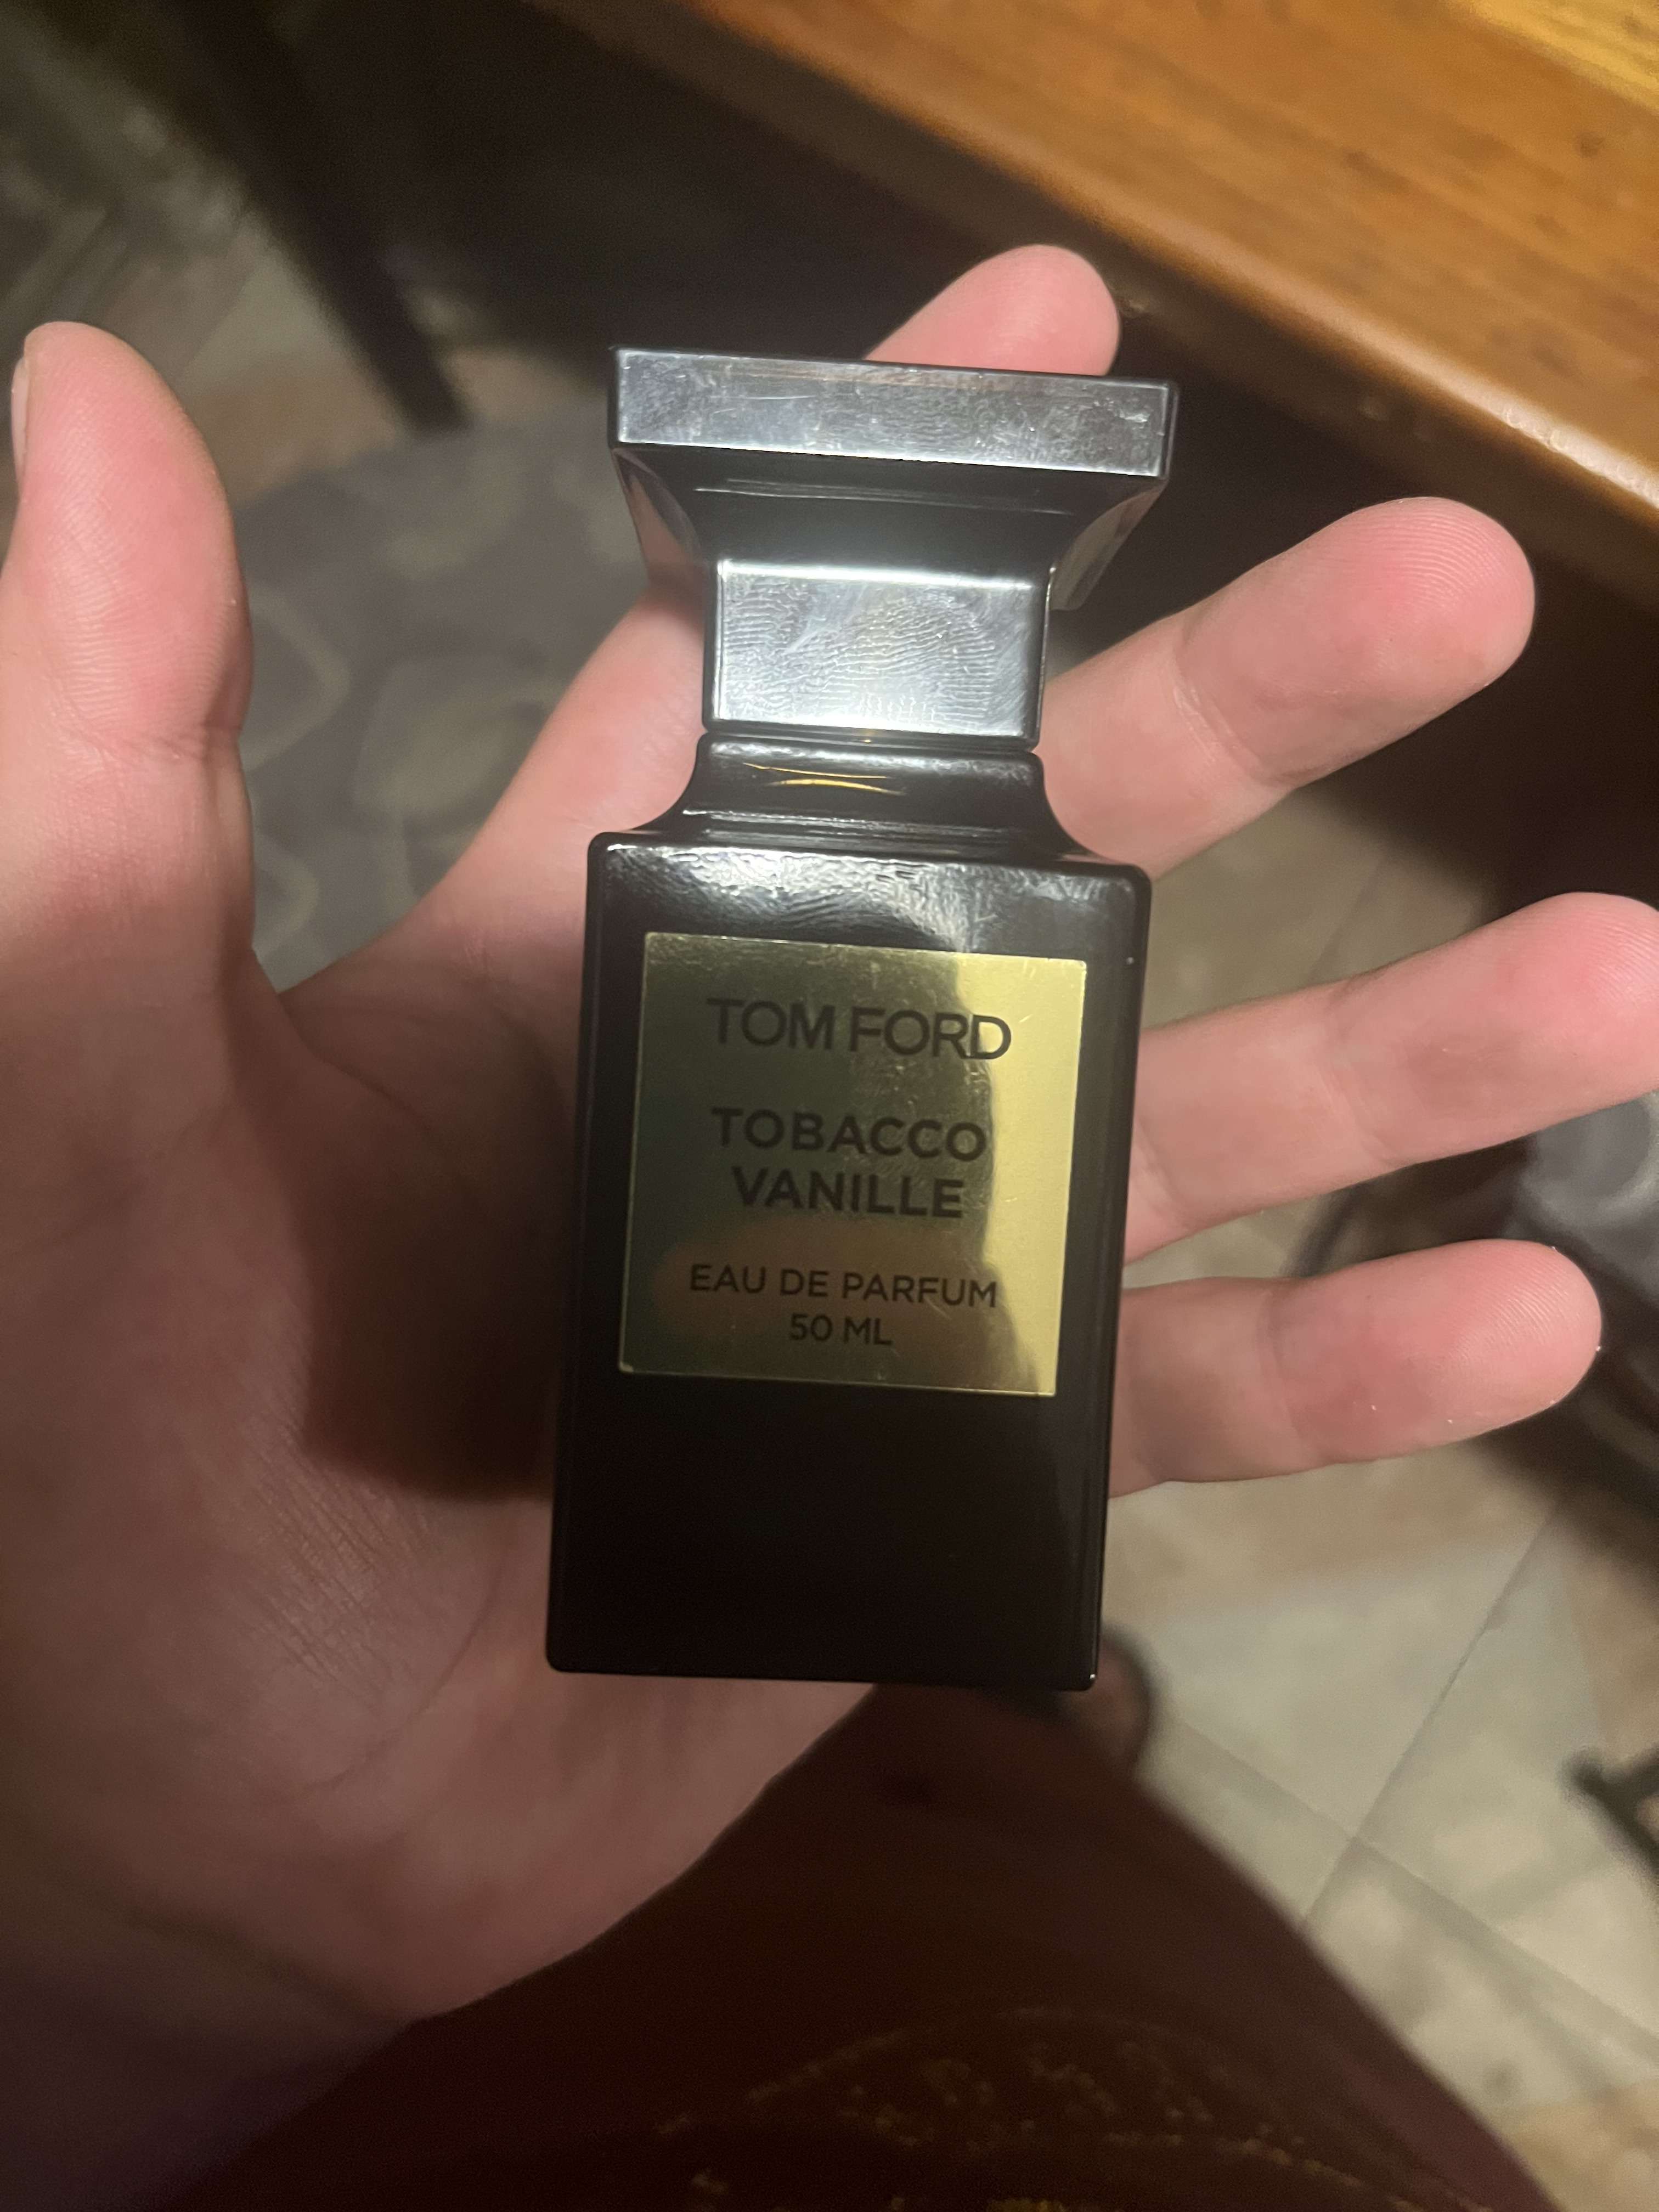 TOM FORD
TOBACCO
VANILLE
EAU DE PARFUM
50 ML